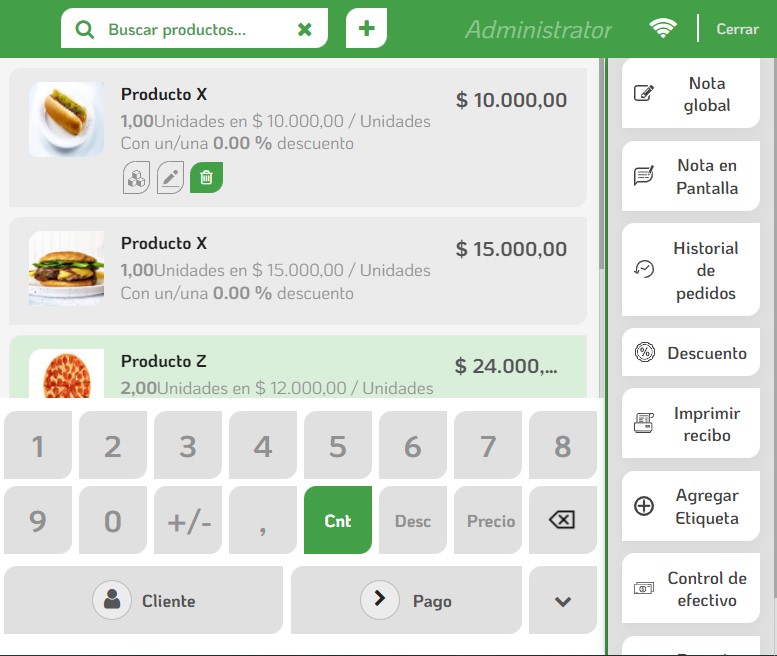 Buscar productos...
Administrator
Cerrar
Producto X
$ 10.000,00
1,00Unidades en $ 10.000,00 / Unidades
Con un/una 0.00 % descuento
Producto X
$ 15.000,00
1,00Unidades en $ 15.000,00 / Unidades
Con un/una 0.00 % descuento
Producto Z
$ 24.000,...
2,00Unidades en $ 12.000,00 / Unidades
1 2 3 4 5 6 7 8
9 0 +/- , Cnt Desc Precio
Cliente
Pago
Nota
global
Nota en
Pantalla
Historial
de
pedidos
Descuento
Imprimir
recibo
Agregar
Etiqueta
Control de
efectivo